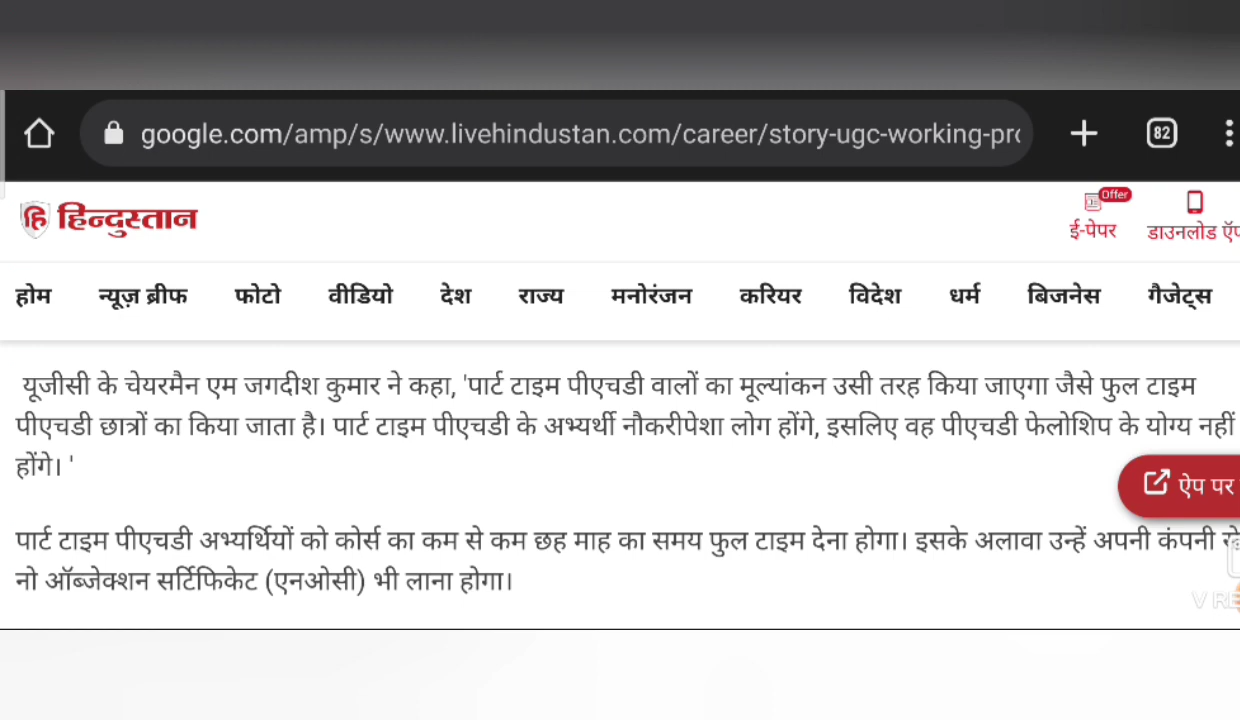 google.com/amp/s/www.livehindustan.com/career/story-ugc-working-pro
82
हि हिन्दुस्तान
Offer
ई-पेपर
डाउनलोड ऍप
होम न्यूज़ ब्रीफ फोटो वीडियो देश राज्य मनोरंजन करियर विदेश धर्म बिजनेस गैजेट्स
यूजीसी के चेयरमैन एम जगदीश कुमार ने कहा, 'पार्ट टाइम पीएचडी वालों का मूल्यांकन उसी तरह किया जाएगा जैसे फुल टाइम
पीएचडी छात्रों का किया जाता है। पार्ट टाइम पीएचडी के अभ्यर्थी नौकरीपेशा लोग होंगे, इसलिए वह पीएचडी फेलोशिप के योग्य नहीं
होंगे। '
ऐप पर
पार्ट टाइम पीएचडी अभ्यर्थियों को कोर्स का कम से कम छह माह का समय फुल टाइम देना होगा। इसके अलावा उन्हें अपनी कंपनी से
नो ऑब्जेक्शन सर्टिफिकेट (एनओसी) भी लाना होगा।